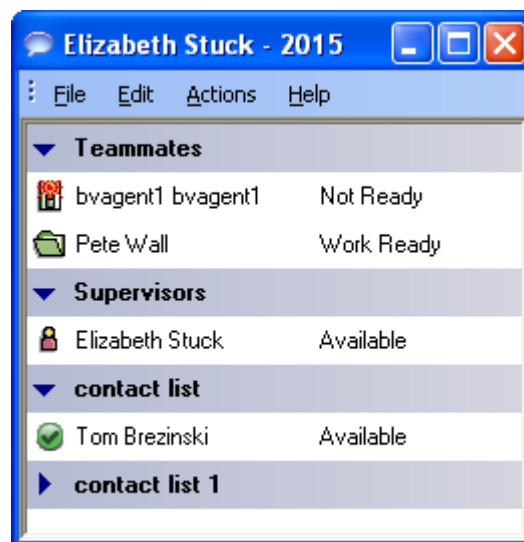 Elizabeth Stuck - 2015
File Edit Actions Help
Teammates
bvagent1 bvagent1 Not Ready
Pete Wall Work Ready
Supervisors
Elizabeth Stuck Available
contact list
Tom Brezinski Available
contact list 1